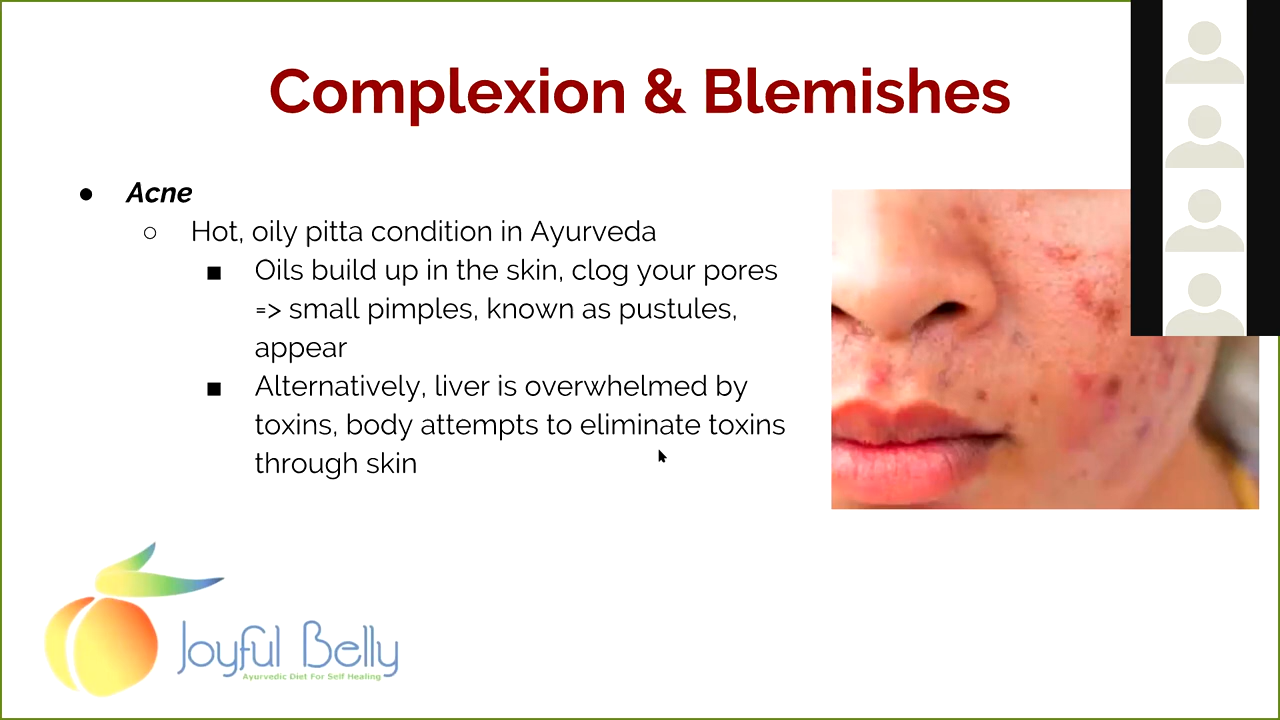 Complexion & Blemishes
● Acne
○ Hot, oily pitta condition in Ayurveda
■ Oils build up in the skin, clog your pores
=> small pimples, known as pustules,
appear
■ Alternatively, liver is overwhelmed by
toxins, body attempts to eliminate toxins
through skin
Joyful Belly
Ayurvedic Diet For Self Healing